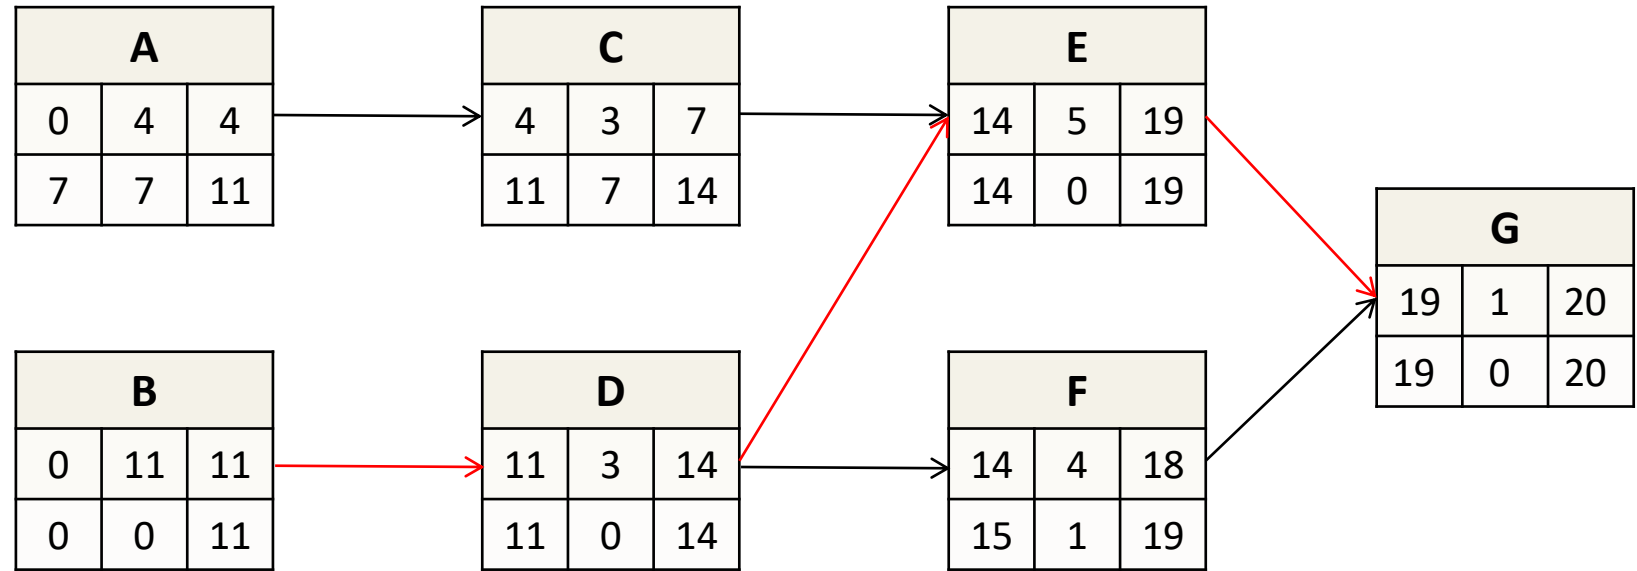 A
0 4 4
7 7 11
C
4 3 7
11 7 14
E
14 5 19
14 0 19
G
19 1 20
19 0 20
B
0 11 11
0 0 11
D
11 3 14
11 0 14
F
14 4 18
15 1 19